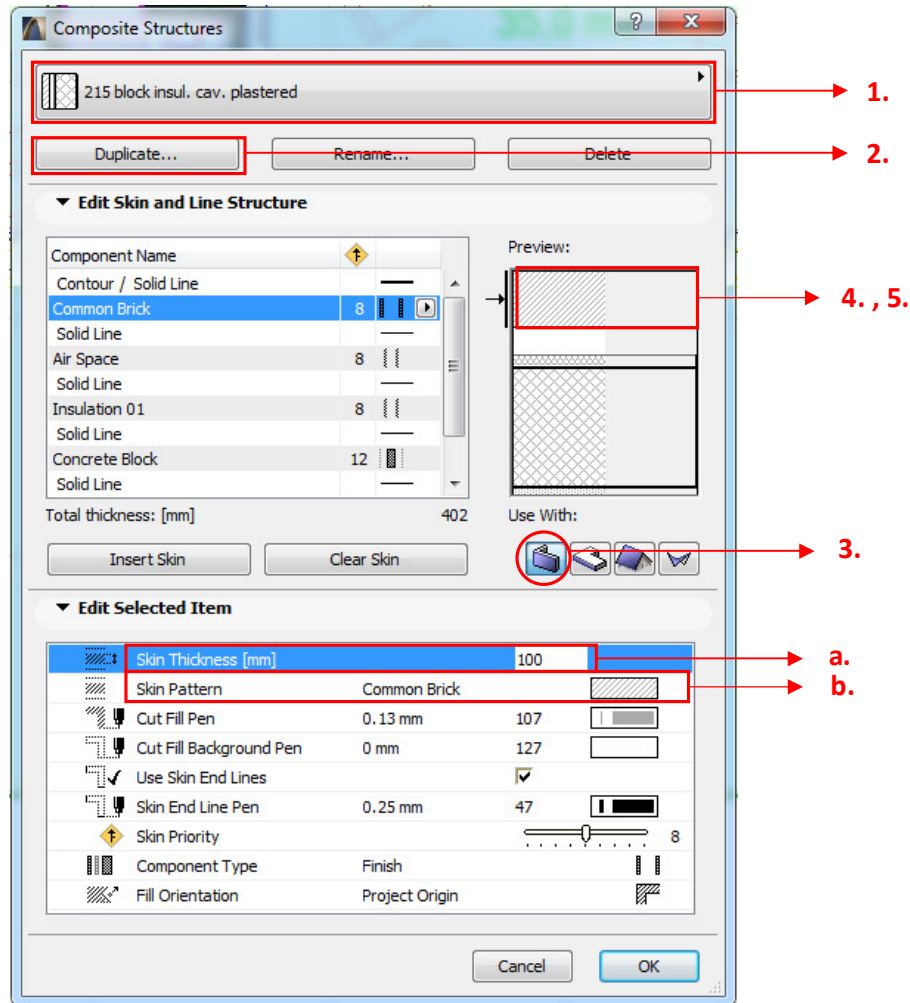 Composite Structures
?
35,0 m
215 block insul. cav. plastered
1.
Duplicate...
Rename...
Delete
2.
Edit Skin and Line Structure
Component Name
Preview:
Contour / Solid Line
Common Brick 8
4. , 5.
Solid Line
Air Space 8
Solid Line
Insulation 01 8
Solid Line
Concrete Block 12
Solid Line
Total thickness: [mm] 402
Use With:
Insert Skin
Clear Skin
3.
Edit Selected Item
Skin Thickness [mm] 100
a.
Skin Pattern Common Brick
b.
Cut Fill Pen 0.13 mm 107
Cut Fill Background Pen 0 mm 127
Use Skin End Lines
Skin End Line Pen 0.25 mm 47
Skin Priority 8
Component Type Finish
Fill Orientation Project Origin
Cancel
OK